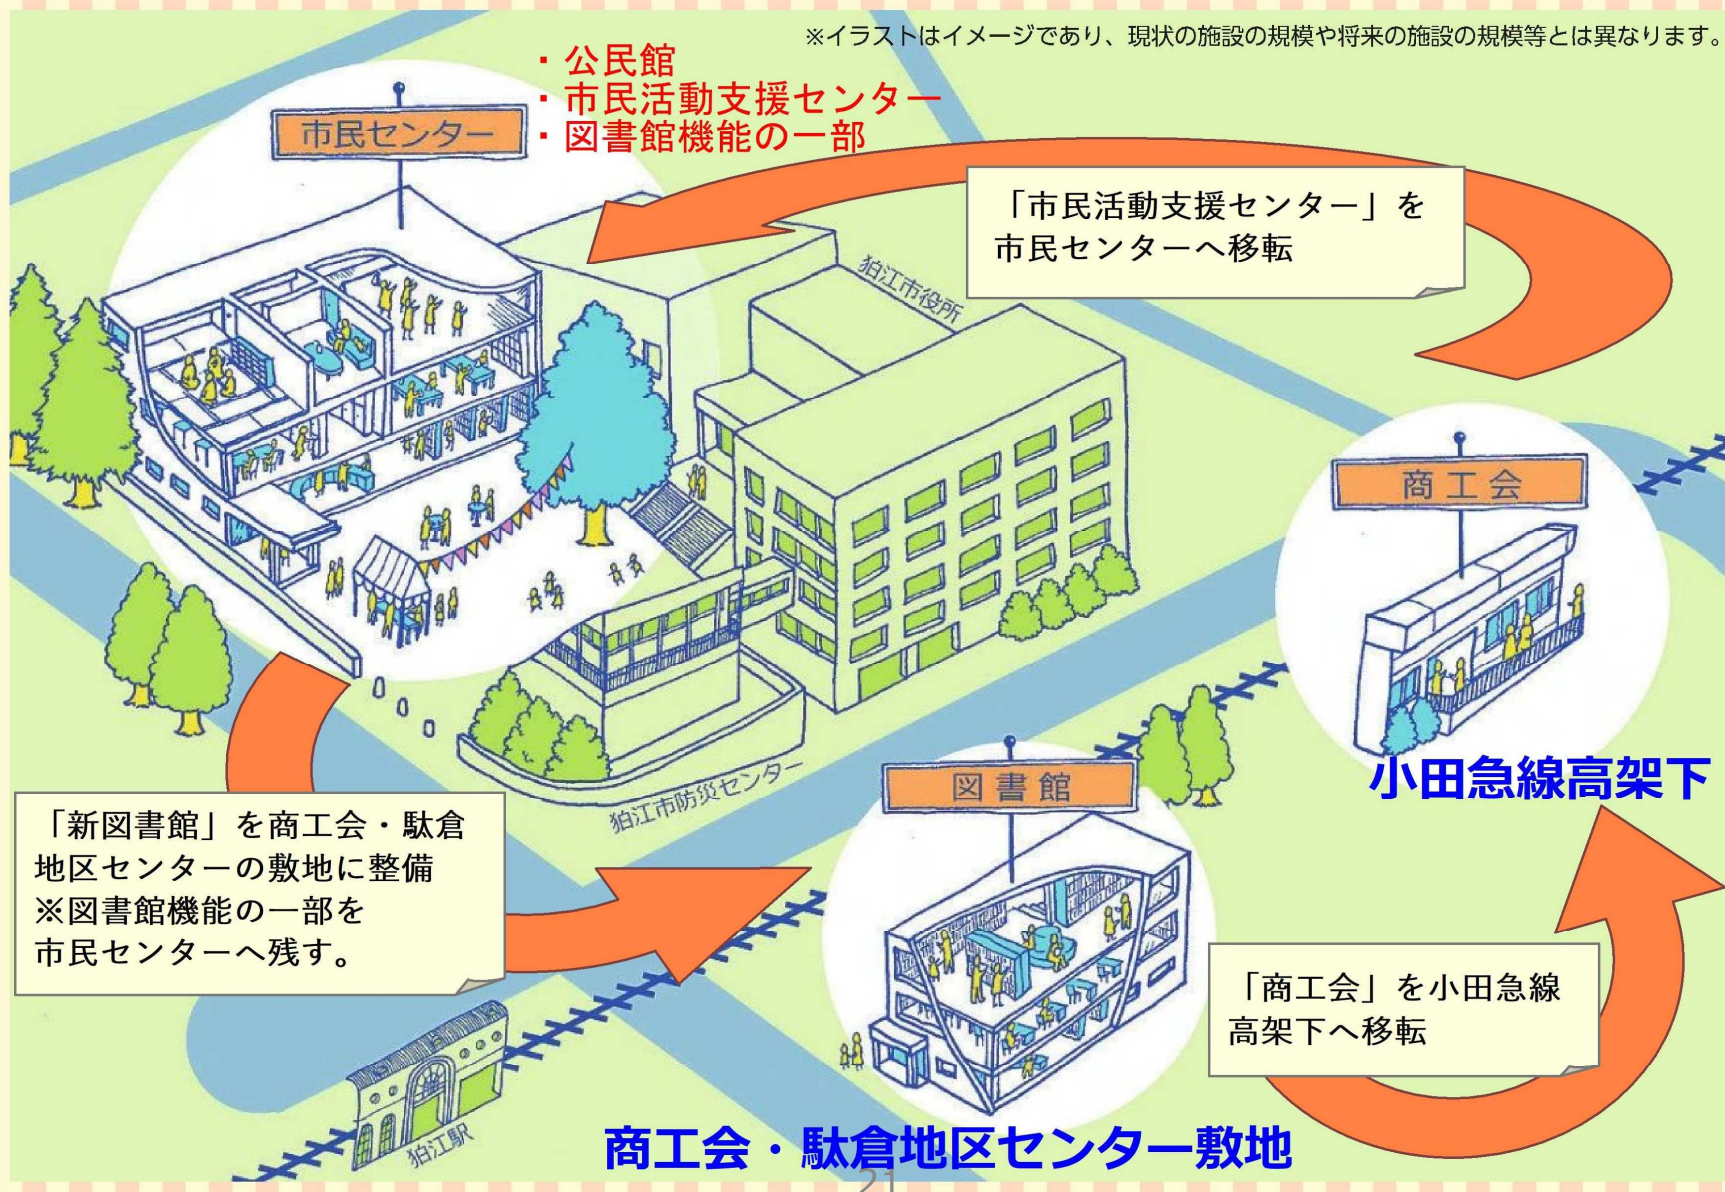 ※イラストはイメージであり、現状の施設の規模や将来の施設の規模等とは異なります。
・公民館
・市民活動支援センター
・図書館機能の一部
市民センター
「市民活動支援センター」を
市民センターへ移転
狛江市役所
商工会
小田急線高架下
狛江市防災センター
図書館
「新図書館」を商工会・駄倉
地区センターの敷地に整備
※図書館機能の一部を
市民センターへ残す。
「商工会」を小田急線
高架下へ移転
狛江駅
商工会・駄倉地区センター敷地
21